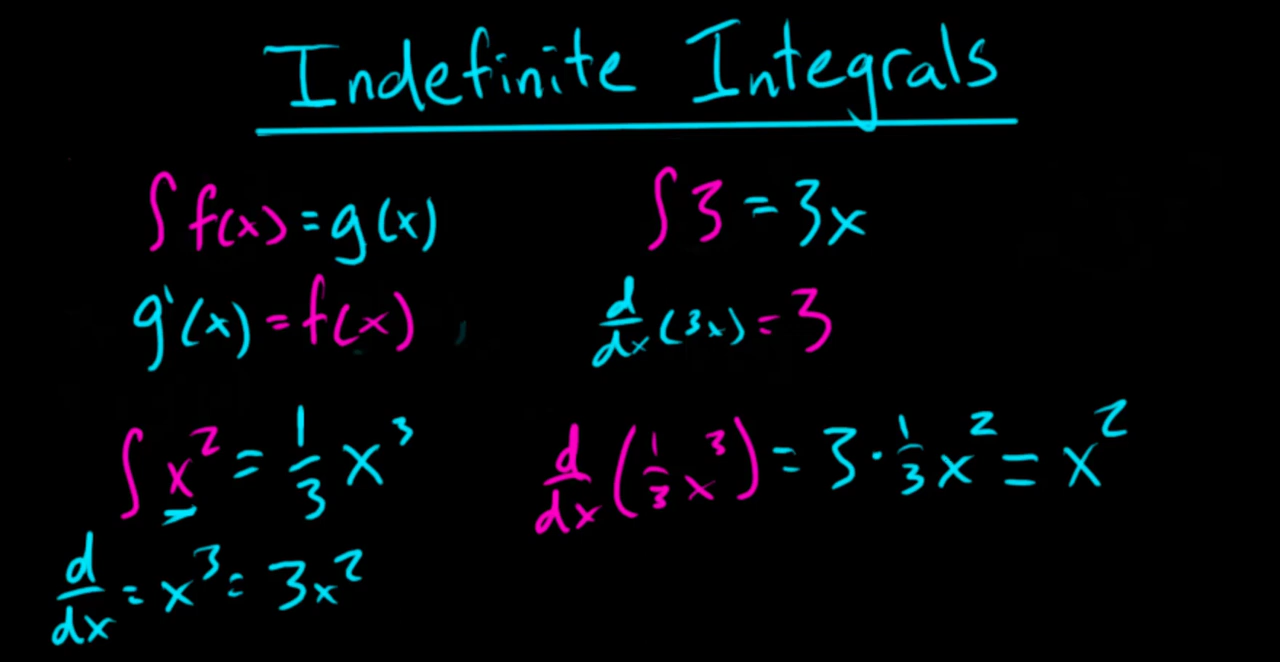 Indefinite Integrals
∫f(x) = g(x)
∫3 = 3x
g'(x) = f(x)
d/dx (3x) = 3
∫x² = 1/3 x³
d/dx (1/3 x³) = 3 · 1/3 x² = x²
d/dx = x³ = 3x²